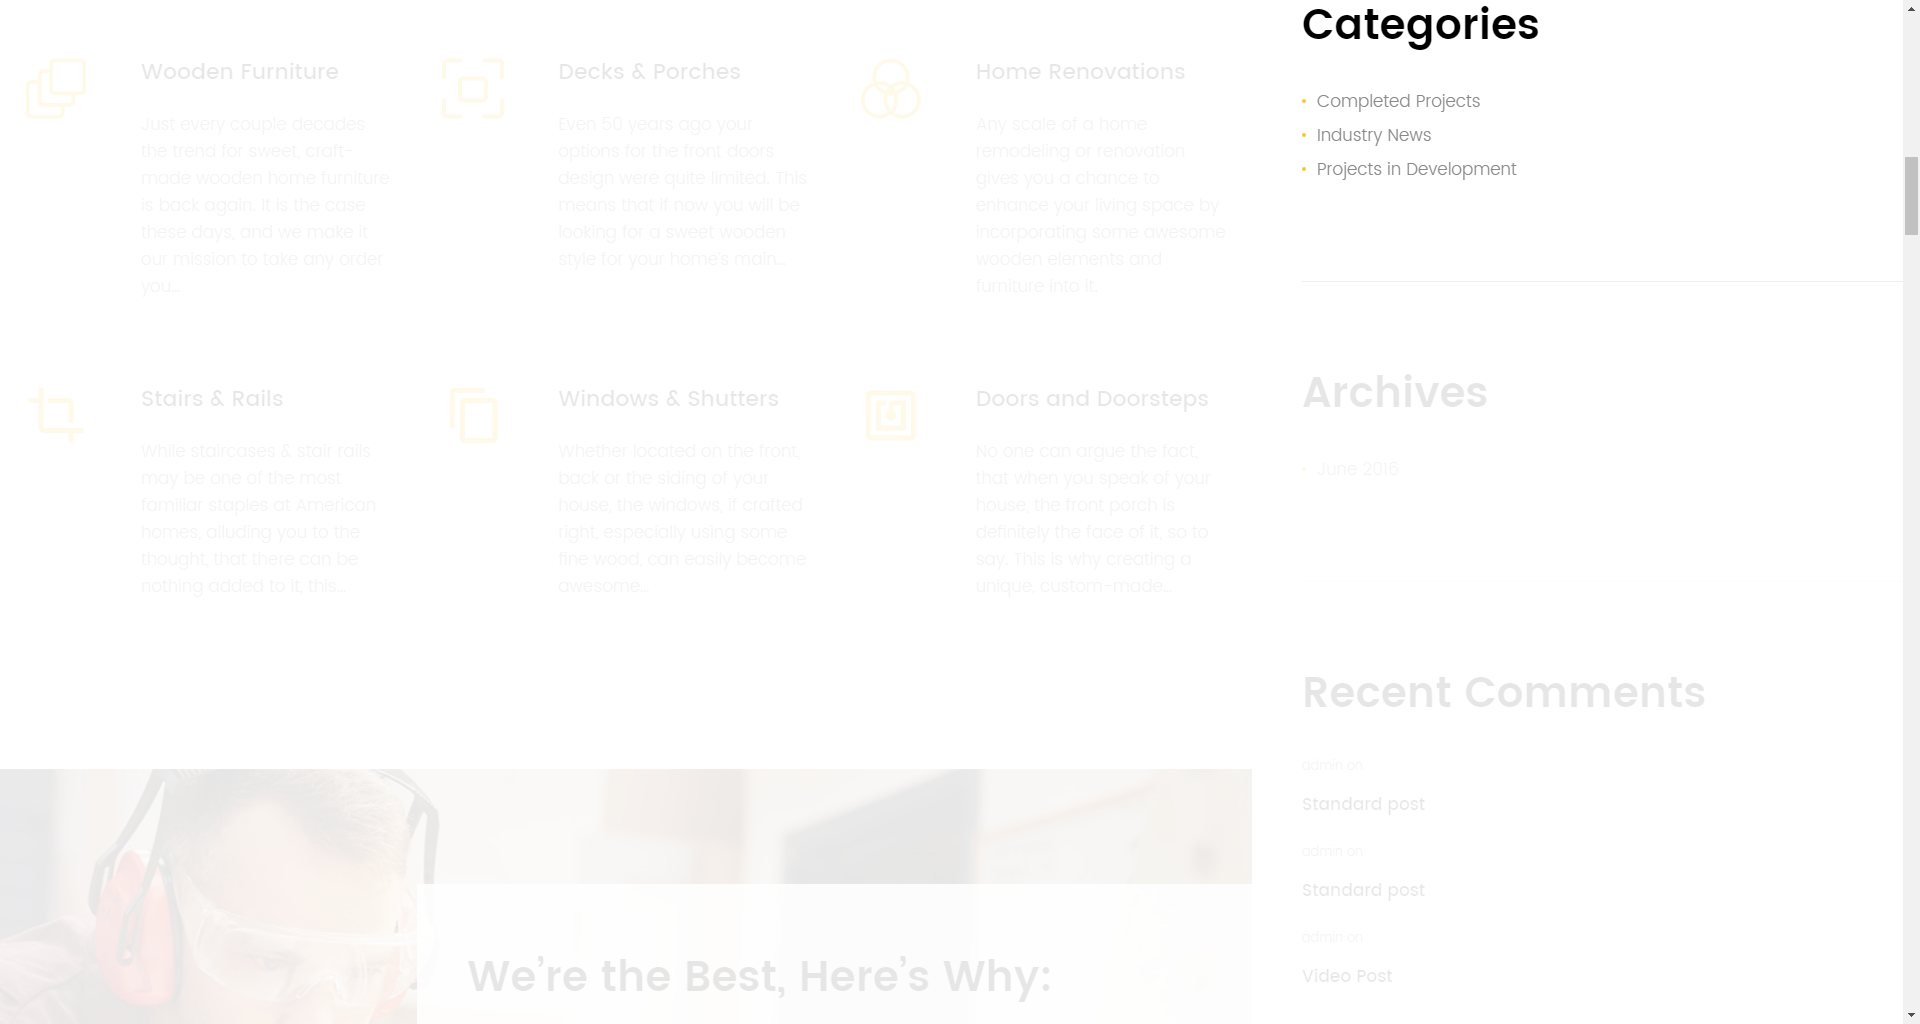 Wooden Furniture
Just every couple decades
the trend for sweet, craft-
made wooden home furniture
is back again. It is the case
these days, and we make it
our mission to take any order
you...
Decks & Porches
Even 50 years ago your
options for the front doors
design were quite limited. This
means that if now you will be
looking for a sweet wooden
style for your home's main...
Home Renovations
Any scale of a home
remodeling or renovation
gives you a chance to
enhance your living space by
incorporating some awesome
wooden elements and
furniture into it.
Stairs & Rails
While staircases & stair rails
may be one of the most
familiar staples at American
homes, alluding you to the
thought, that there can be
nothing added to it, this...
Windows & Shutters
Whether located on the front,
back or the siding of your
house, the windows, if crafted
right, especially using some
fine wood, can easily become
awesome...
Doors and Doorsteps
No one can argue the fact,
that when you speak of your
house, the front porch is
definitely the face of it, so to
say. This is why creating a
unique, custom-made...
We’re the Best, Here’s Why:
Categories
Completed Projects
Industry News
Projects in Development
Archives
June 2016
Recent Comments
admin on
Standard post
admin on
Standard post
admin on
Video Post